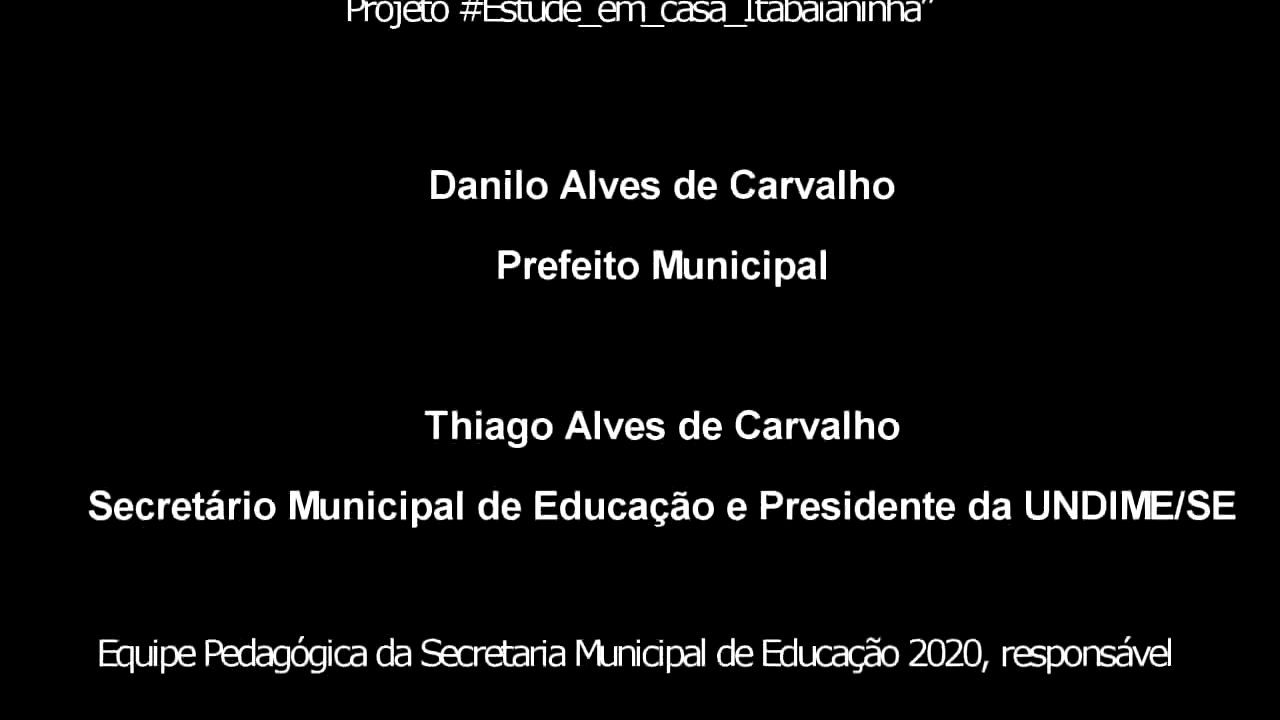 Projeto #Estude_em_casa_Itabaianinha”
Danilo Alves de Carvalho
Prefeito Municipal
Thiago Alves de Carvalho
Secretário Municipal de Educação e Presidente da UNDIME/SE
Equipe Pedagógica da Secretaria Municipal de Educação 2020, responsável